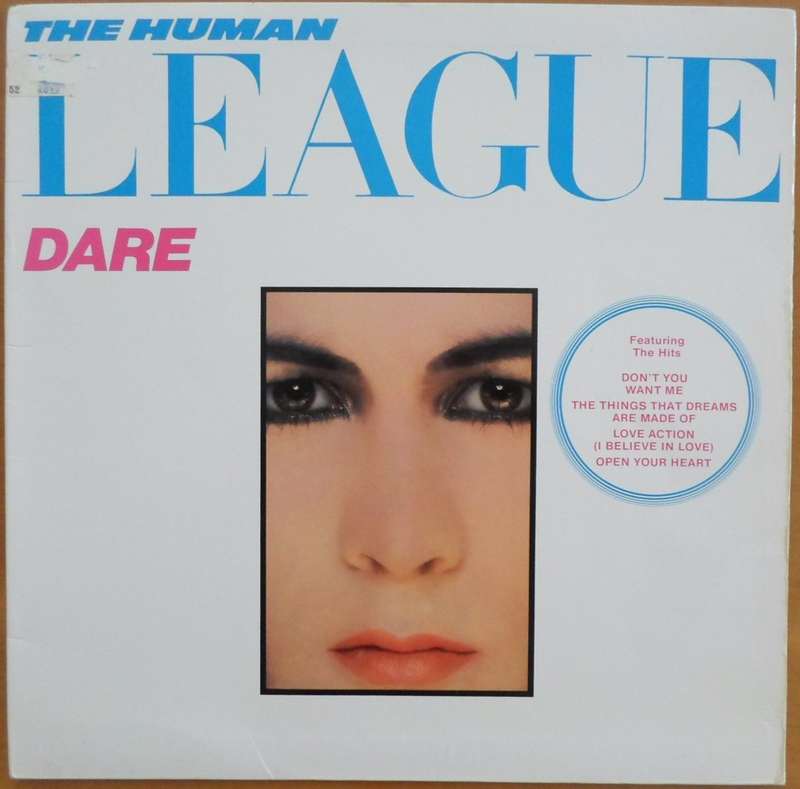 THE HUMAN
LEAGUE
DARE
52
Featuring
The Hits
DON'T YOU
WANT ME
THE THINGS THAT DREAMS
ARE MADE OF
LOVE ACTION
(I BELIEVE IN LOVE)
OPEN YOUR HEART